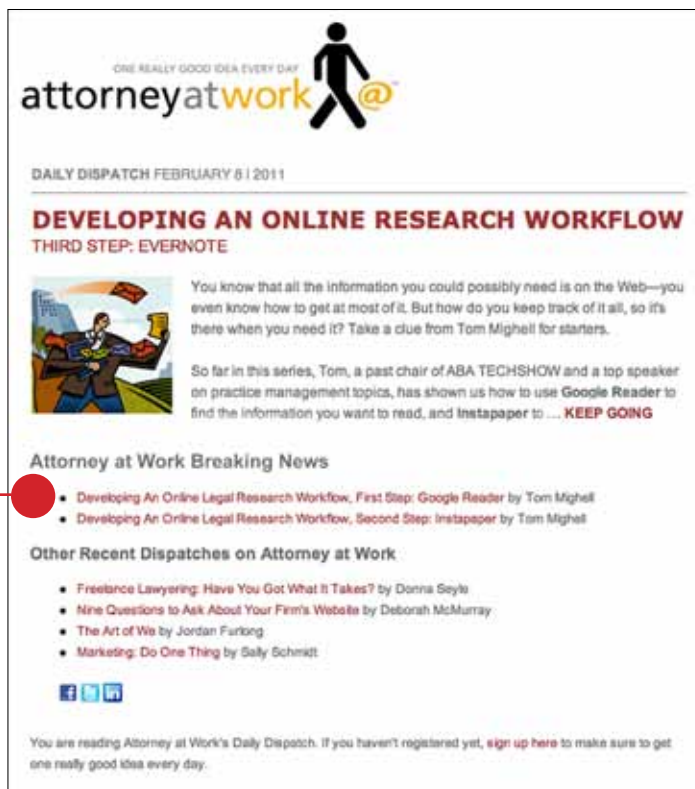 ONE REALLY GOOD IDEA EVERY DAY
attorneyatwork @™
DAILY DISPATCH FEBRUARY 8 | 2011
DEVELOPING AN ONLINE RESEARCH WORKFLOW
THIRD STEP: EVERNOTE
You know that all the information you could possibly need is on the Web—you
even know how to get at most of it. But how do you keep track of it all, so it's
there when you need it? Take a clue from Tom Mighell for starters.
So far in this series, Tom, a past chair of ABA TECHSHOW and a top speaker
on practice management topics, has shown us how to use Google Reader to
find the information you want to read, and Instapaper to ... KEEP GOING
Attorney at Work Breaking News
• Developing An Online Legal Research Workflow, First Step: Google Reader by Tom Mighell
• Developing An Online Legal Research Workflow, Second Step: Instapaper by Tom Mighell
Other Recent Dispatches on Attorney at Work
• Freelance Lawyering: Have You Got What It Takes? by Donna Seyle
• Nine Questions to Ask About Your Firm's Website by Deborah McMurray
• The Art of We by Jordan Furlong
• Marketing: Do One Thing by Sally Schmidt
f t in
You are reading Attorney at Work's Daily Dispatch. If you haven't registered yet, sign up here to make sure to get
one really good idea every day.